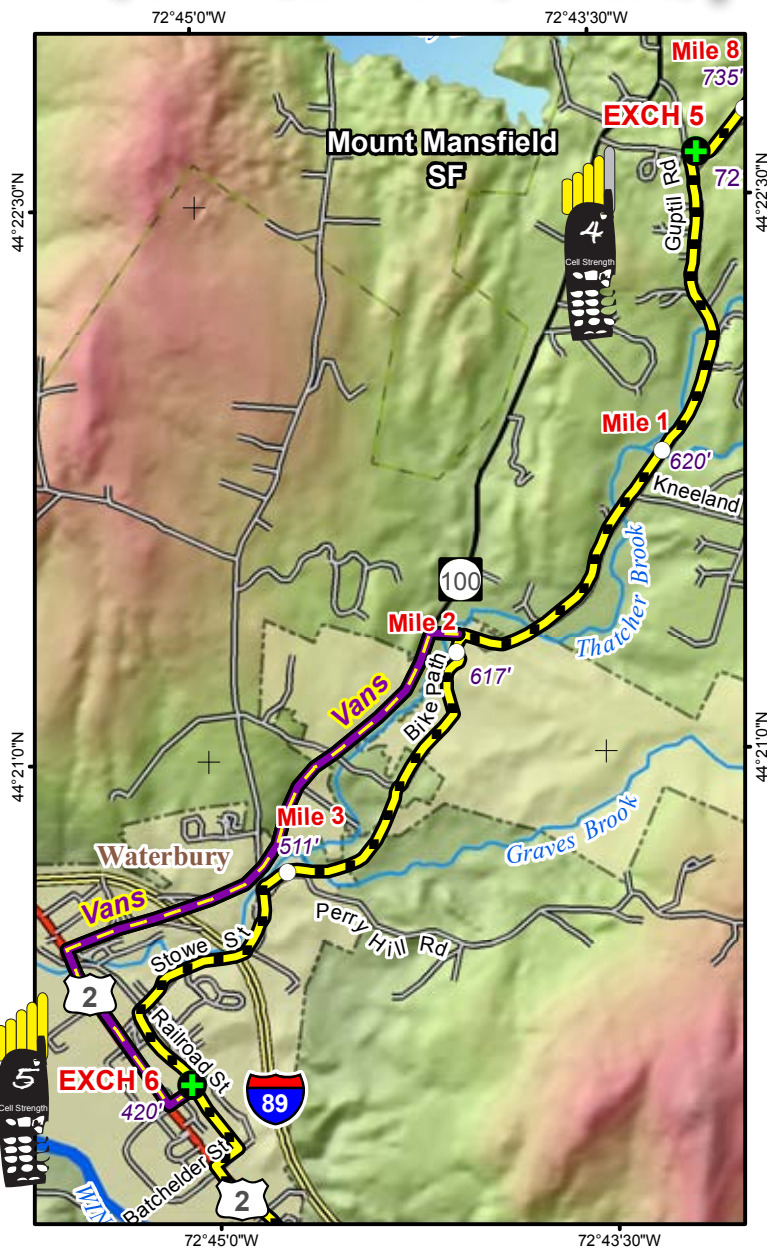 72°45'0"W
72°43'30"W
Mile 8
735'
EXCH 5
Mount Mansfield
SF
72
44°22'30"N
44°22'30"N
Guptil Rd
4
Cell Strength
Mile 1
620'
Kneeland
Thatcher Brook
100
Mile 2
617'
Vans
Bike Path
44°21'0"N
44°21'0"N
Mile 3
511'
Graves Brook
Waterbury
Vans
Perry Hill Rd
Stowe St
2
Railroad St
5
Cell Strength
EXCH 6
420'
89
Batchelder St
2
WIN
72°45'0"W
72°43'30"W